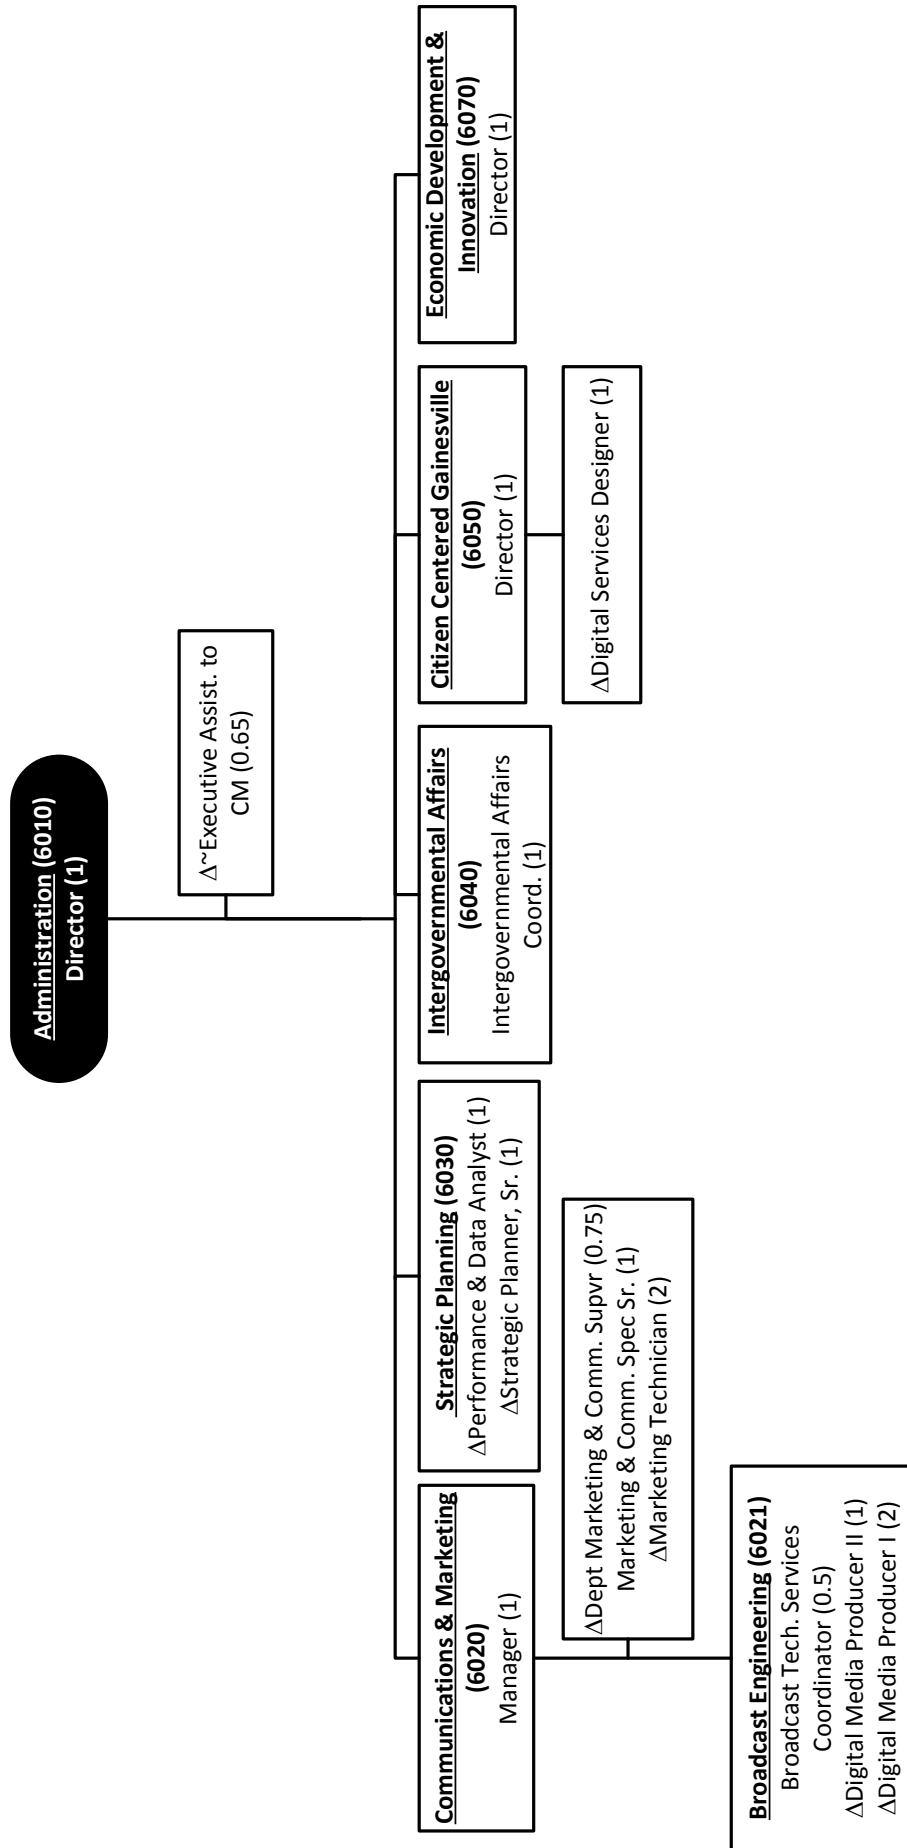 Administration (6010)
Director (1)
∆~Executive Assist. to
CM (0.65)
Communications & Marketing
(6020)
Manager (1)
∆Dept Marketing & Comm. Supvr (0.75)
Marketing & Comm. Spec Sr. (1)
∆Marketing Technician (2)
Broadcast Engineering (6021)
Broadcast Tech. Services
Coordinator (0.5)
∆Digital Media Producer II (1)
∆Digital Media Producer I (2)
Strategic Planning (6030)
∆Performance & Data Analyst (1)
∆Strategic Planner, Sr. (1)
Intergovernmental Affairs
(6040)
Intergovernmental Affairs
Coord. (1)
Citizen Centered Gainesville
(6050)
Director (1)
∆Digital Services Designer (1)
Economic Development &
Innovation (6070)
Director (1)